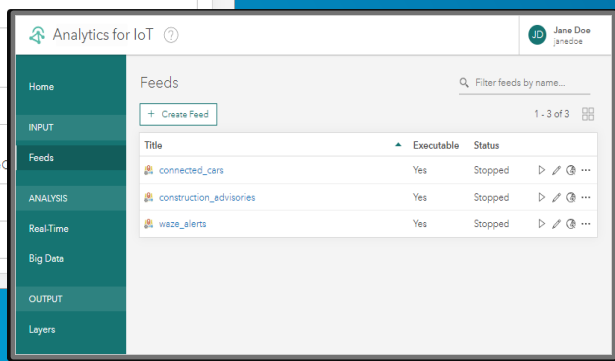 Analytics for IoT ?
JD Jane Doe
janedoe
Home
INPUT
Feeds
ANALYSIS
Real-Time
Big Data
OUTPUT
Layers
Feeds
Filter feeds by name...
+ Create Feed
1 - 3 of 3
Title Executable Status
connected_cars Yes Stopped
construction_advisories Yes Stopped
waze_alerts Yes Stopped